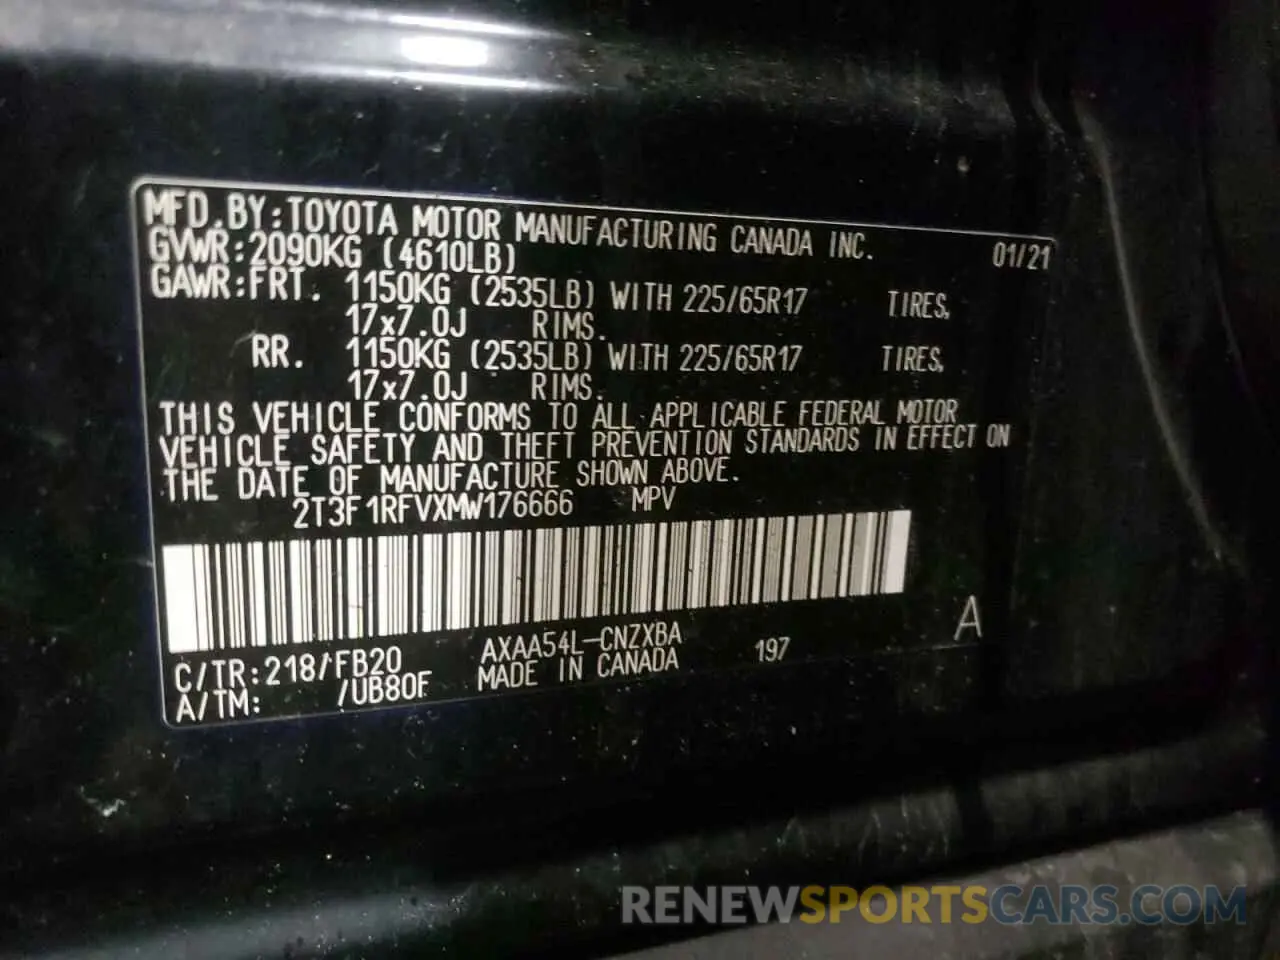 MFD.BY:TOYOTA MOTOR MANUFACTURING CANADA INC. 01/21
GVWR:2090KG (4610LB)
GAWR:FRT. 1150KG (2535LB) WITH 225/65R17 TIRES,
17x7.0J RIMS.
RR. 1150KG (2535LB) WITH 225/65R17 TIRES,
17x7.0J RIMS.
THIS VEHICLE CONFORMS TO ALL APPLICABLE FEDERAL MOTOR
VEHICLE SAFETY AND THEFT PREVENTION STANDARDS IN EFFECT ON
THE DATE OF MANUFACTURE SHOWN ABOVE.
2T3F1RFVXMW176666 MPV
C/TR:218/FB20 AXAA54L-CNZXBA 197 A
A/TM: /UB80F MADE IN CANADA
RENEWSPORTSCARS.COM